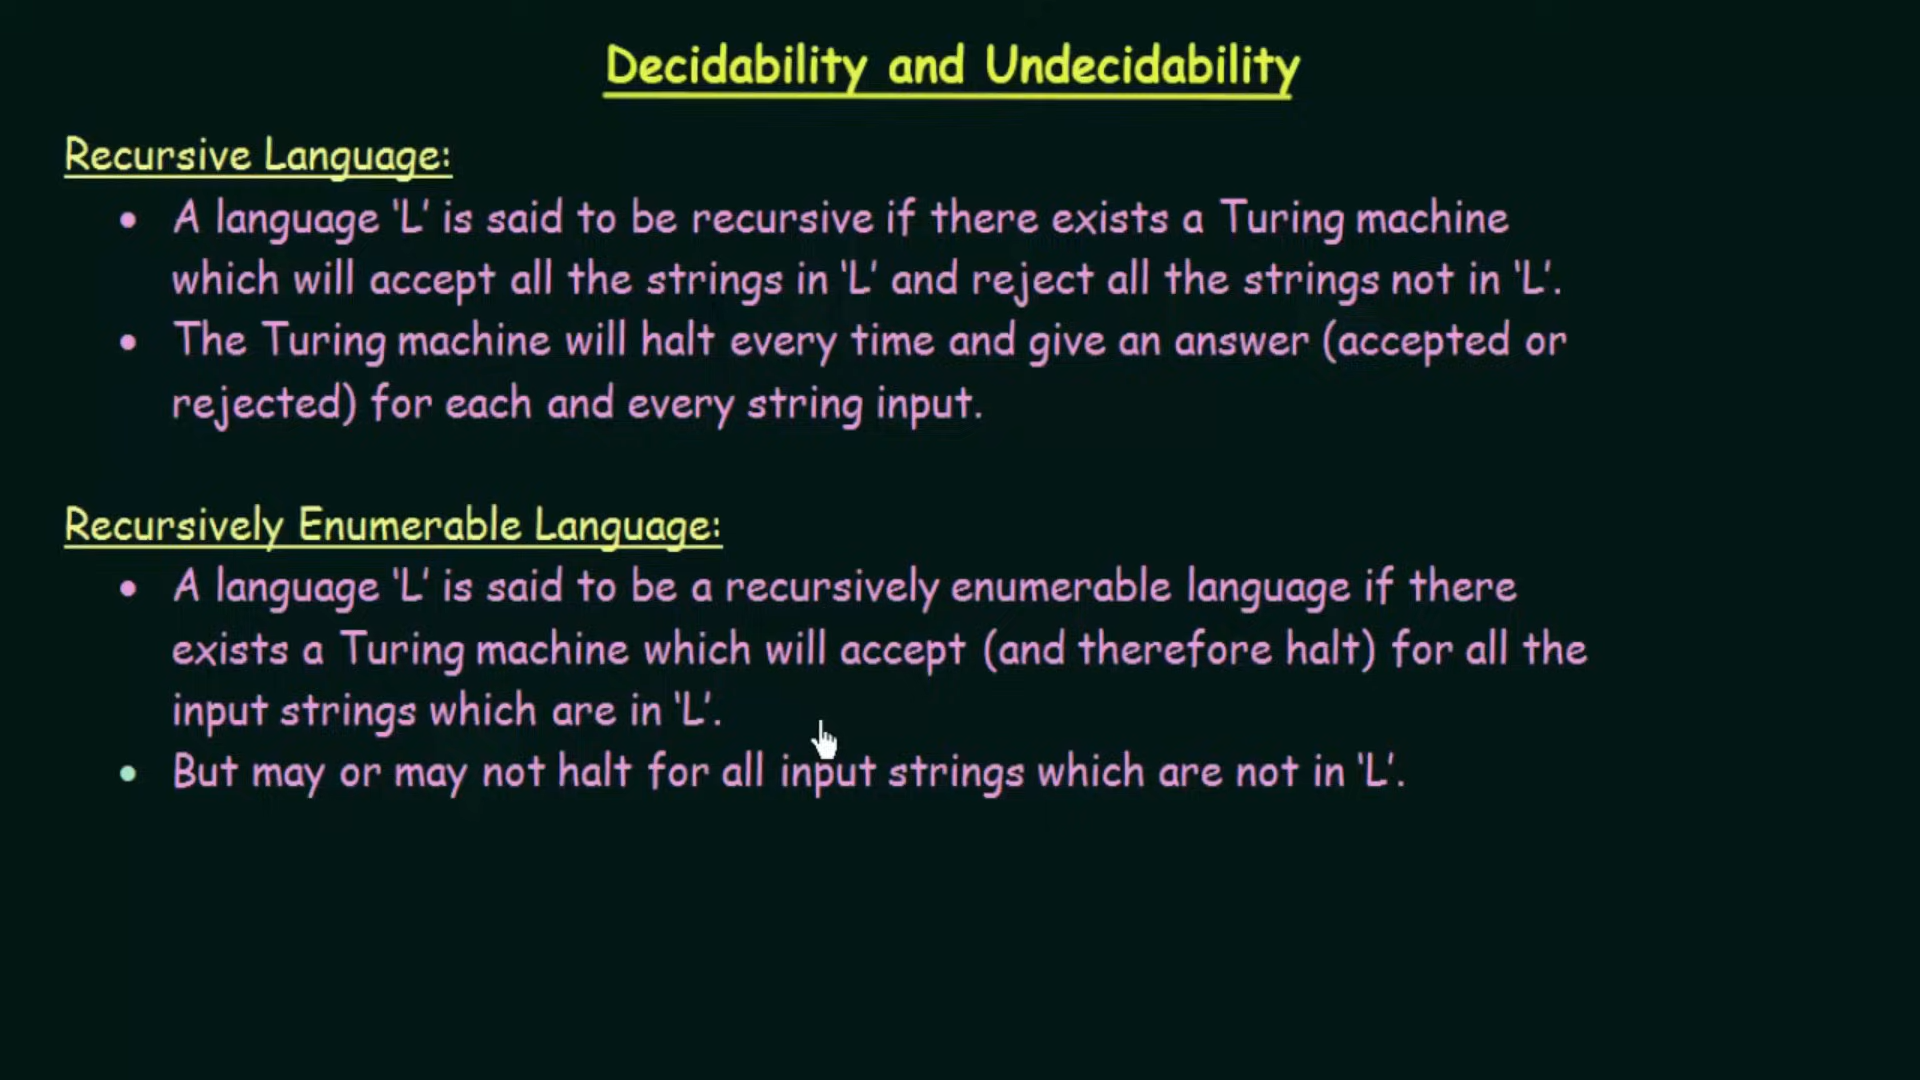 Decidability and Undecidability
Recursive Language:
• A language ‘L’ is said to be recursive if there exists a Turing machine
which will accept all the strings in ‘L’ and reject all the strings not in ‘L’.
• The Turing machine will halt every time and give an answer (accepted or
rejected) for each and every string input.
Recursively Enumerable Language:
• A language ‘L’ is said to be a recursively enumerable language if there
exists a Turing machine which will accept (and therefore halt) for all the
input strings which are in ‘L’.
• But may or may not halt for all input strings which are not in ‘L’.